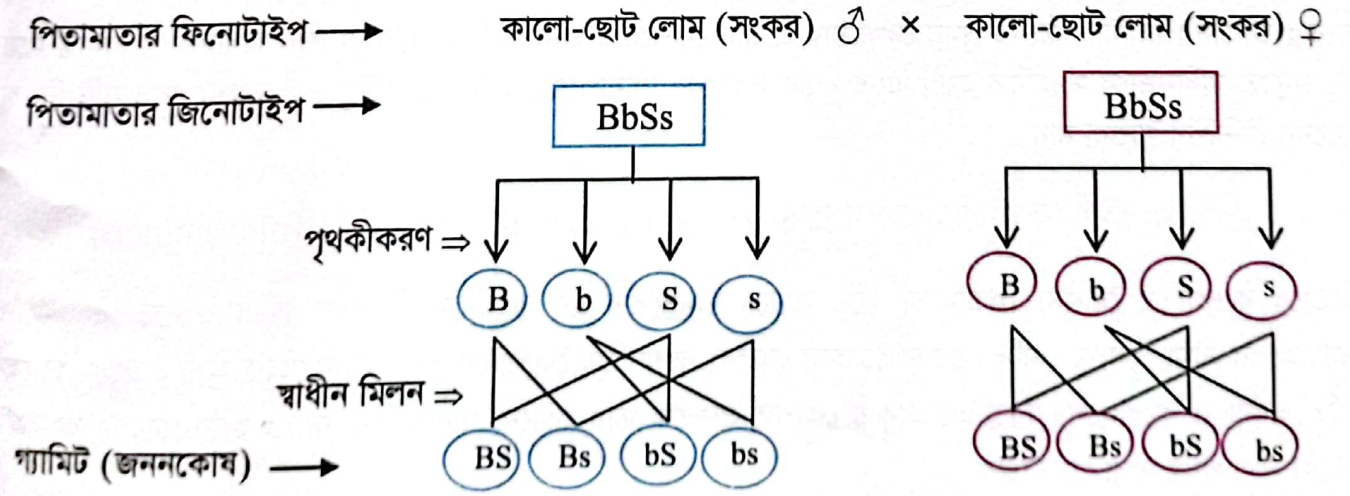 পিতামাতার ফিনোটাইপ → কালো-ছোট লোম (সংকর) ♂ × কালো-ছোট লোম (সংকর) ♀
পিতামাতার জিনোটাইপ → BbSs BbSs
পৃথকীকরণ ⇒
B b S s B b S s
স্বাধীন মিলন ⇒
গ্যামিট (জননকোষ) → BS Bs bS bs BS Bs bS bs